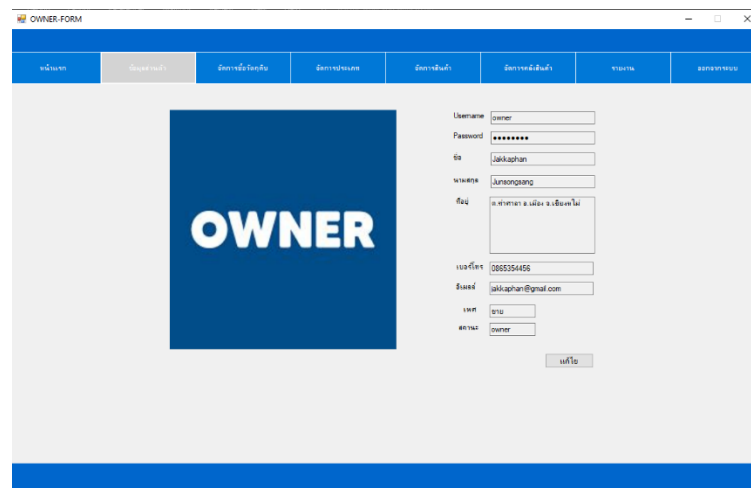 OWNER-FORM
หน้าแรก ข้อมูลส่วนตัว จัดการซื้อวัตถุดิบ จัดการประเภท จัดการสินค้า จัดการคลังสินค้า รายงาน ออกจากระบบ
OWNER
Username owner
Password ●●●●●●●●
ชื่อ Jakkaphan
นามสกุล Junsongsang
ที่อยู่ ต.ท่าศาลา อ.เมือง จ.เชียงใหม่
เบอร์โทร 0865354456
อีเมลล์ jakkaphan@gmail.com
เพศ ชาย
สถานะ owner
แก้ไข